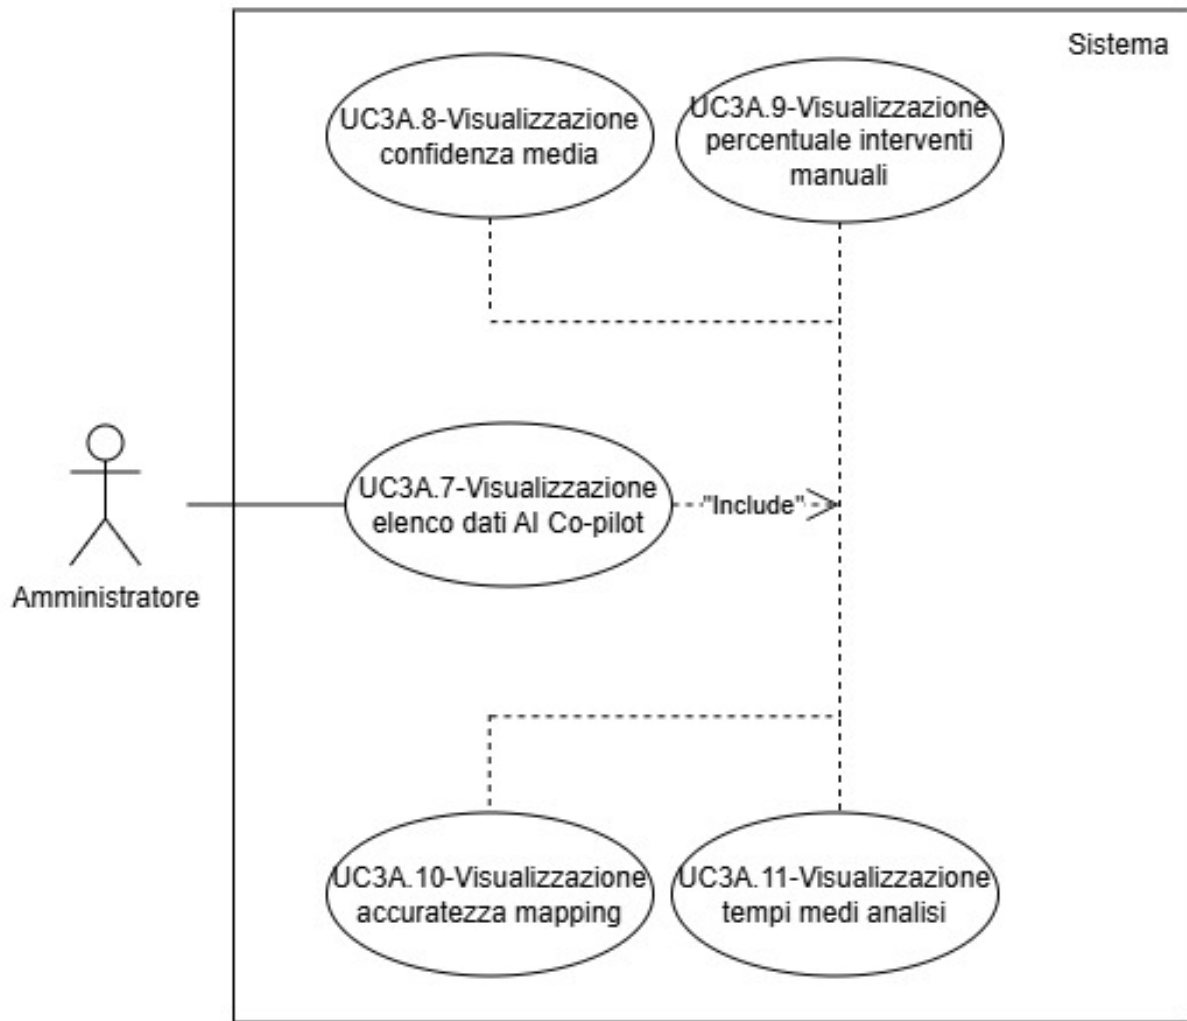 Sistema
UC3A.8-Visualizzazione
confidenza media
UC3A.9-Visualizzazione
percentuale interventi
manuali
UC3A.7-Visualizzazione
elenco dati AI Co-pilot
"Include"
Amministratore
UC3A.10-Visualizzazione
accuratezza mapping
UC3A.11-Visualizzazione
tempi medi analisi